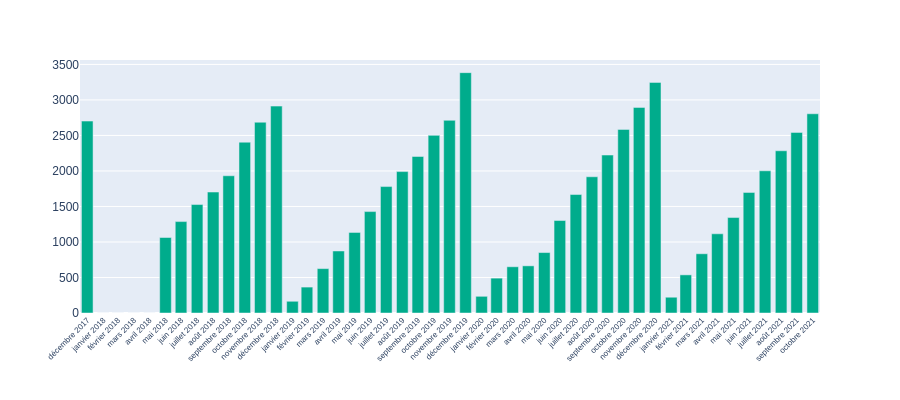 3500
3000
2500
2000
1500
1000
500
0
décembre 2017
janvier 2018
février 2018
mars 2018
avril 2018
mai 2018
juin 2018
juillet 2018
août 2018
septembre 2018
octobre 2018
novembre 2018
décembre 2018
janvier 2019
février 2019
mars 2019
avril 2019
mai 2019
juin 2019
juillet 2019
août 2019
septembre 2019
octobre 2019
novembre 2019
décembre 2019
janvier 2020
février 2020
mars 2020
avril 2020
mai 2020
juin 2020
juillet 2020
août 2020
septembre 2020
octobre 2020
novembre 2020
décembre 2020
janvier 2021
février 2021
mars 2021
avril 2021
mai 2021
juin 2021
juillet 2021
août 2021
septembre 2021
octobre 2021